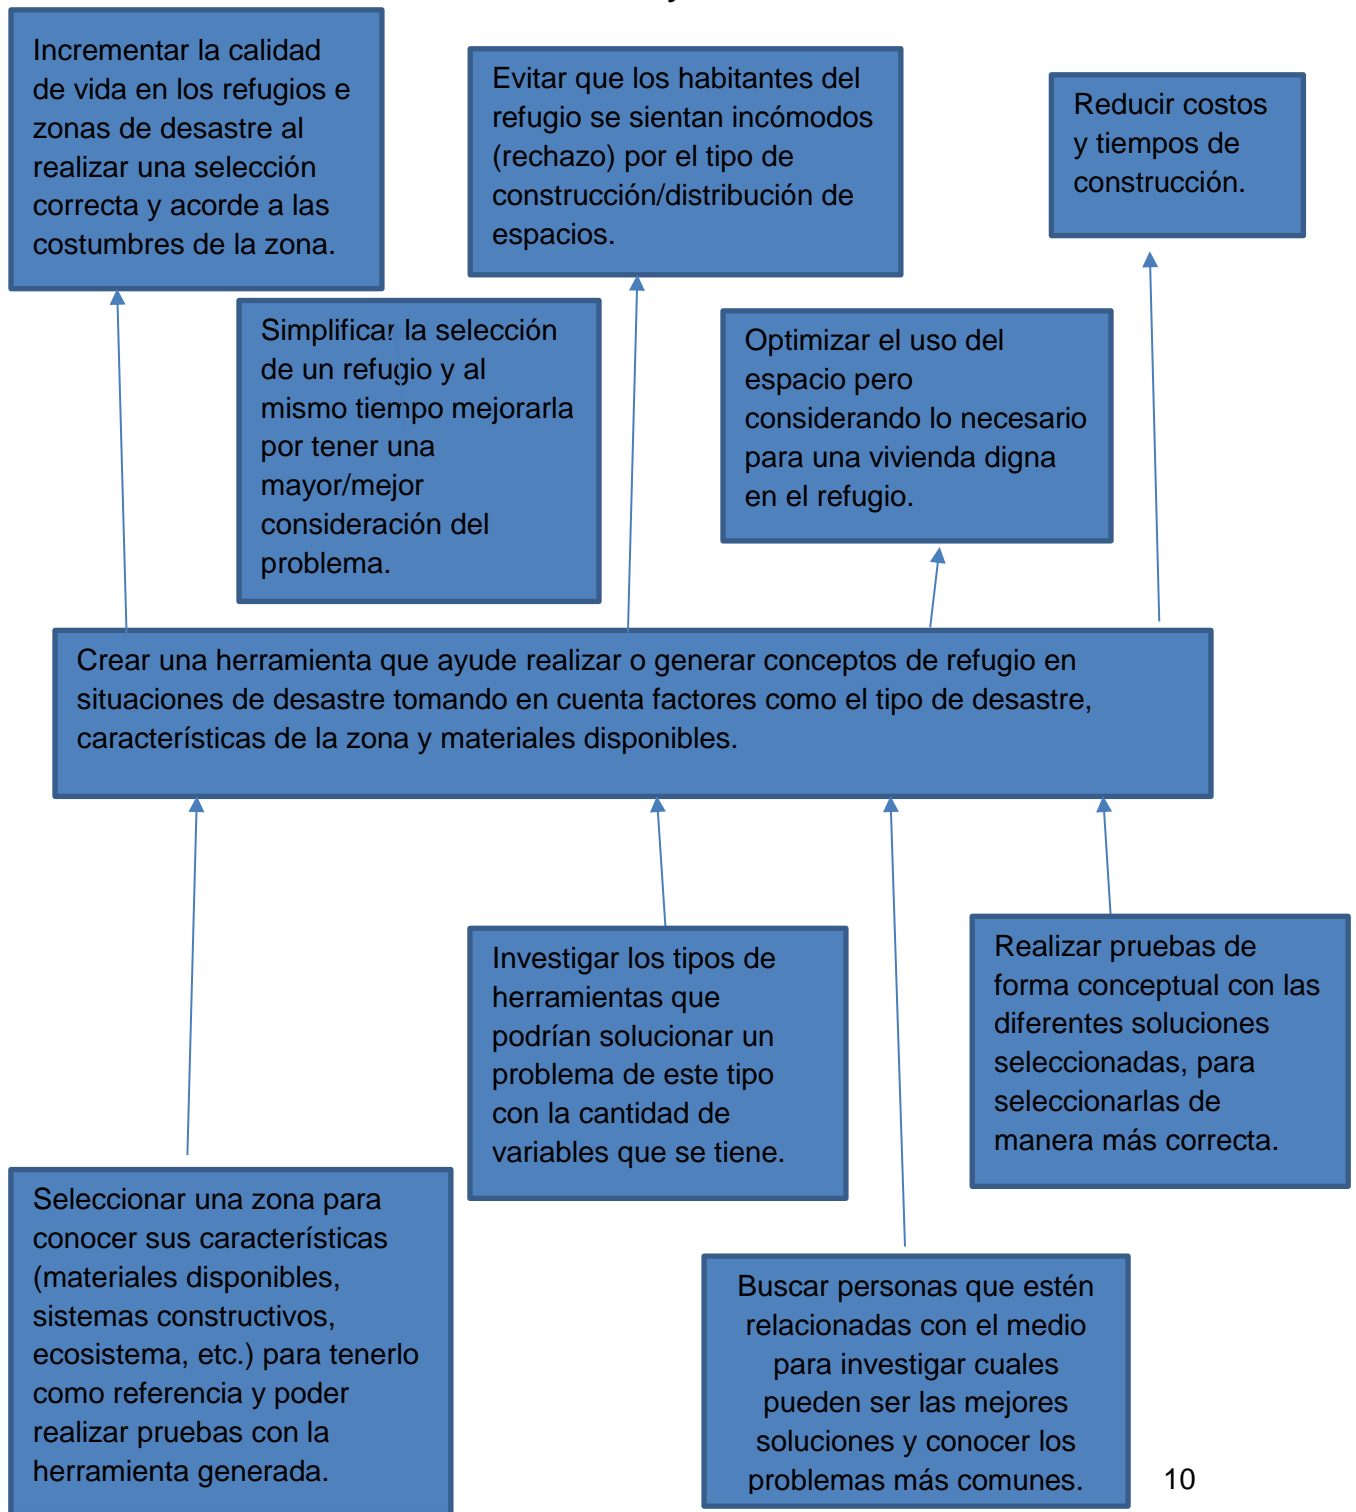 Incrementar la calidad
de vida en los refugios e
zonas de desastre al
realizar una selección
correcta y acorde a las
costumbres de la zona.
Evitar que los habitantes del
refugio se sientan incómodos
(rechazo) por el tipo de
construcción/distribución de
espacios.
Reducir costos
y tiempos de
construcción.
Simplificar la selección
de un refugio y al
mismo tiempo mejorarla
por tener una
mayor/mejor
consideración del
problema.
Optimizar el uso del
espacio pero
considerando lo necesario
para una vivienda digna
en el refugio.
Crear una herramienta que ayude realizar o generar conceptos de refugio en
situaciones de desastre tomando en cuenta factores como el tipo de desastre,
características de la zona y materiales disponibles.
Investigar los tipos de
herramientas que
podrían solucionar un
problema de este tipo
con la cantidad de
variables que se tiene.
Realizar pruebas de
forma conceptual con las
diferentes soluciones
seleccionadas, para
seleccionarlas de
manera más correcta.
Seleccionar una zona para
conocer sus características
(materiales disponibles,
sistemas constructivos,
ecosistema, etc.) para tenerlo
como referencia y poder
realizar pruebas con la
herramienta generada.
Buscar personas que estén
relacionadas con el medio
para investigar cuales
pueden ser las mejores
soluciones y conocer los
problemas más comunes.
10